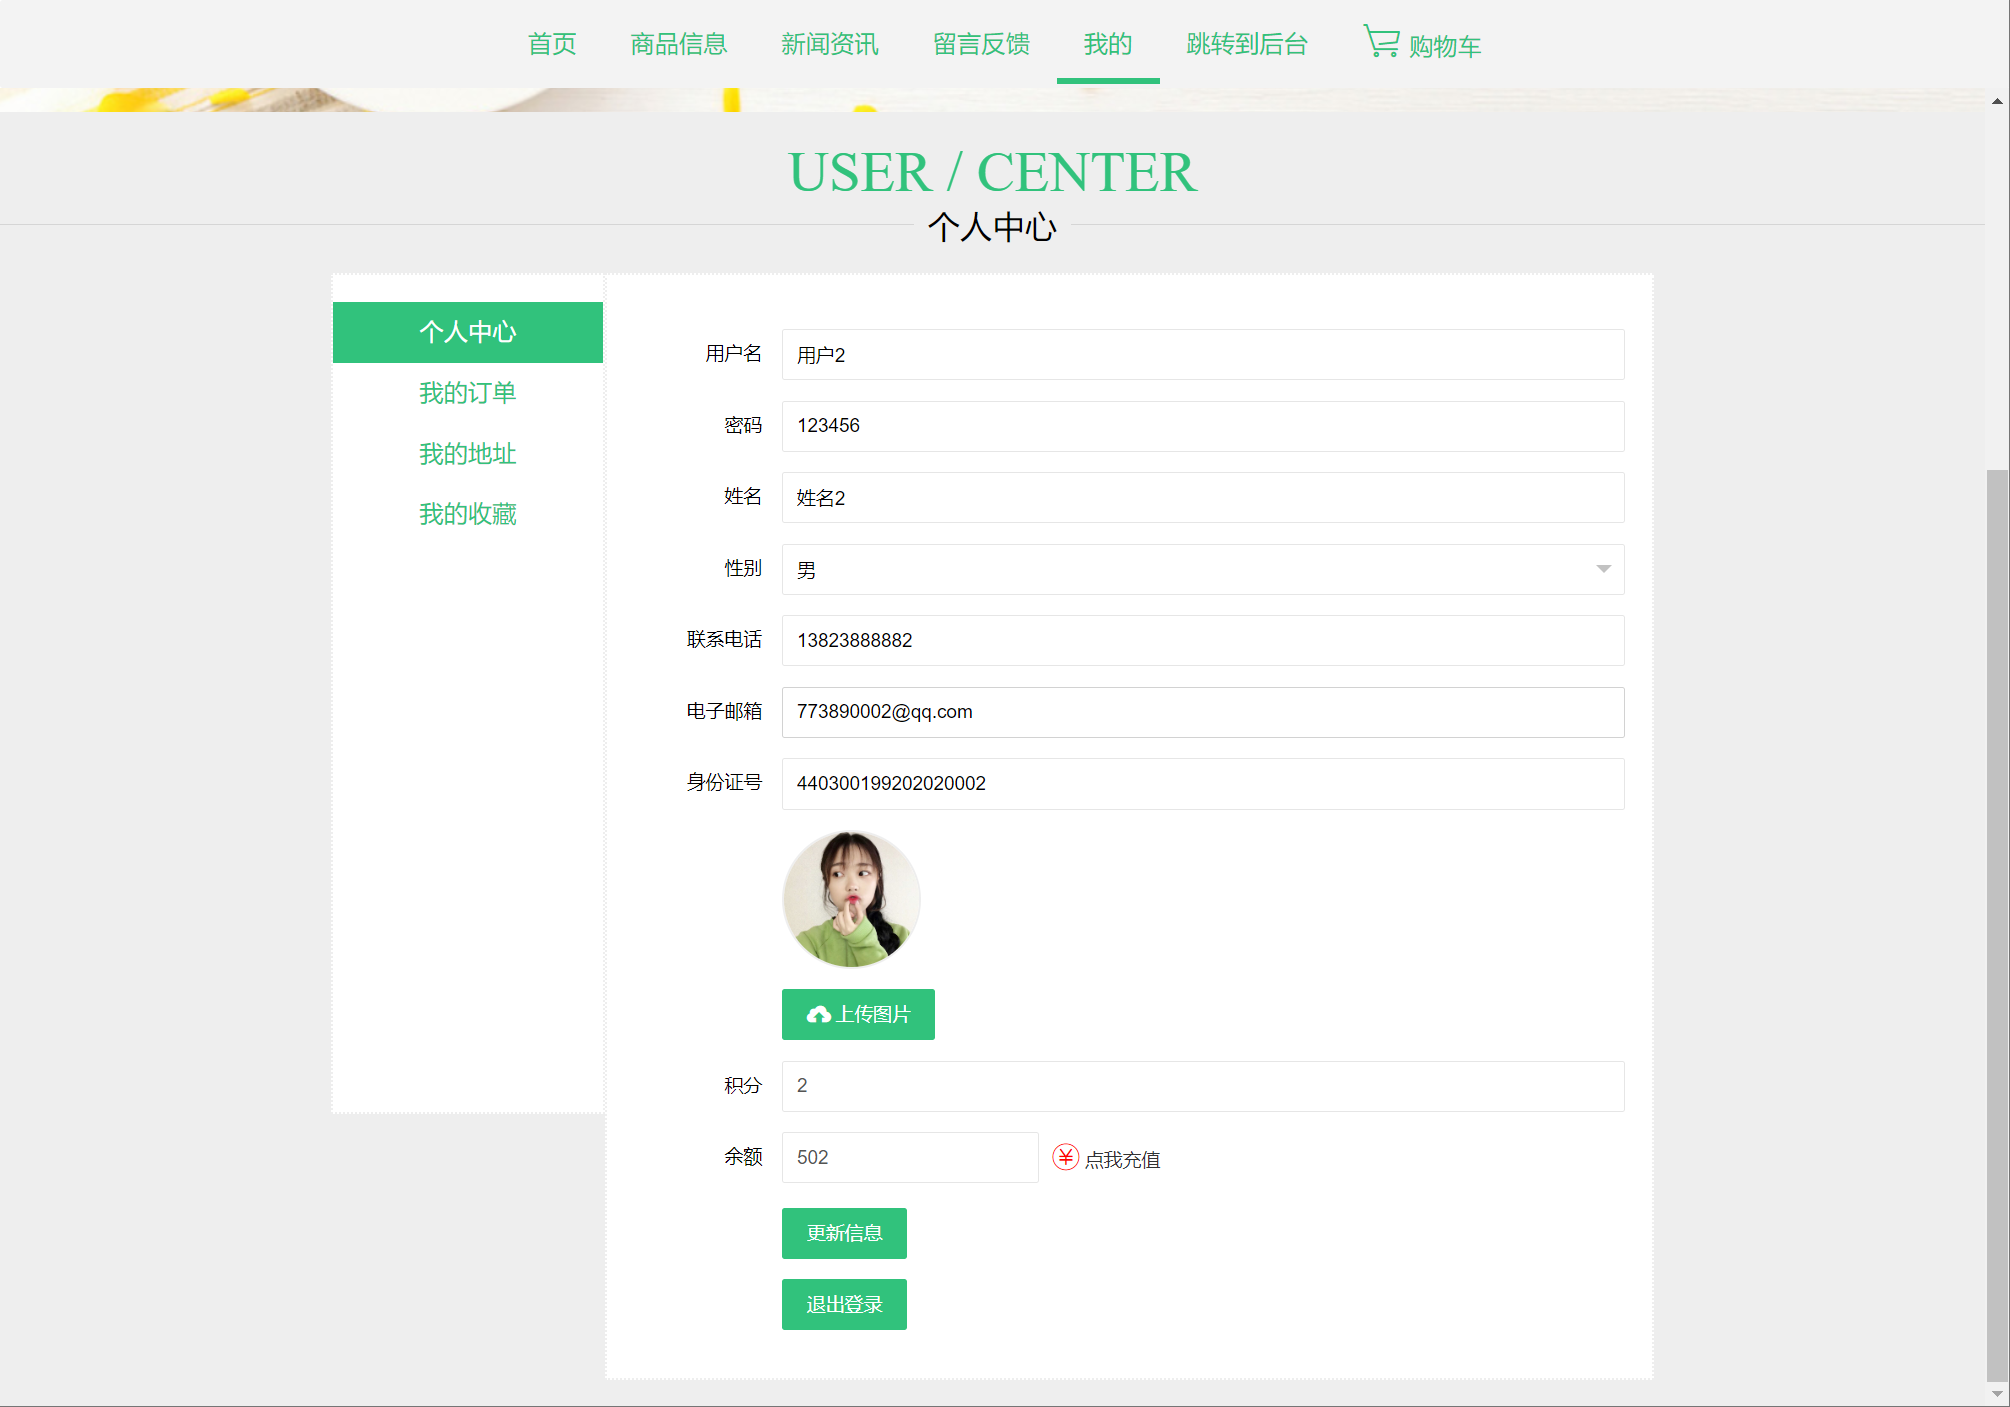 首页 商品信息 新闻资讯 留言反馈 我的 跳转到后台 购物车
USER / CENTER
个人中心
个人中心
我的订单
我的地址
我的收藏
用户名 用户2
密码 123456
姓名 姓名2
性别 男
联系电话 13823888882
电子邮箱 773890002@qq.com
身份证号 440300199202020002
上传图片
积分 2
余额 502 点我充值
更新信息
退出登录